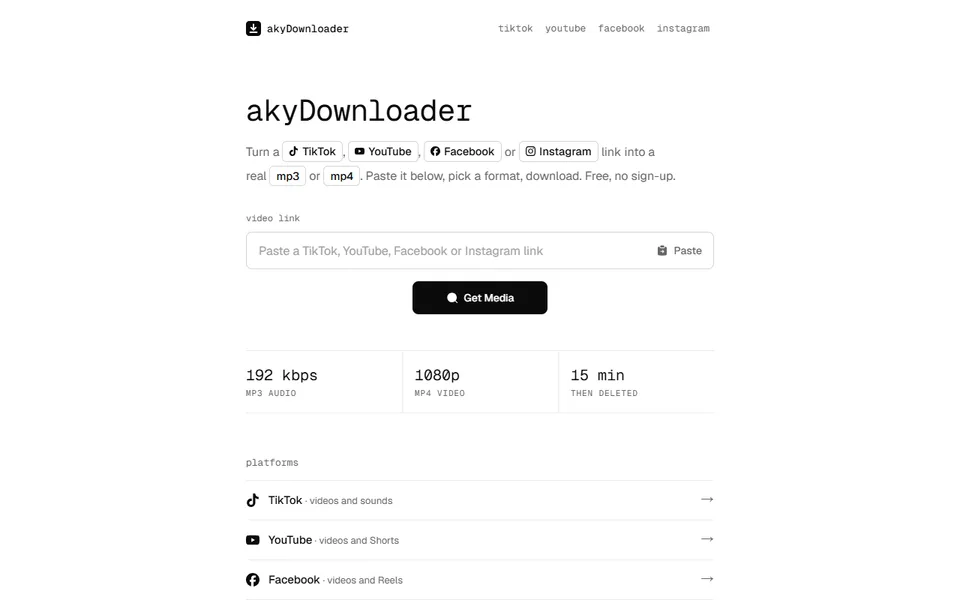 akyDownloader
tiktok youtube facebook instagram
akyDownloader
Turn a TikTok, YouTube, Facebook or Instagram link into a
real mp3 or mp4. Paste it below, pick a format, download. Free, no sign-up.
video link
Paste a TikTok, YouTube, Facebook or Instagram link
Paste
Get Media
192 kbps
MP3 AUDIO
1080p
MP4 VIDEO
15 min
THEN DELETED
platforms
TikTok · videos and sounds →
YouTube · videos and Shorts →
Facebook · videos and Reels →